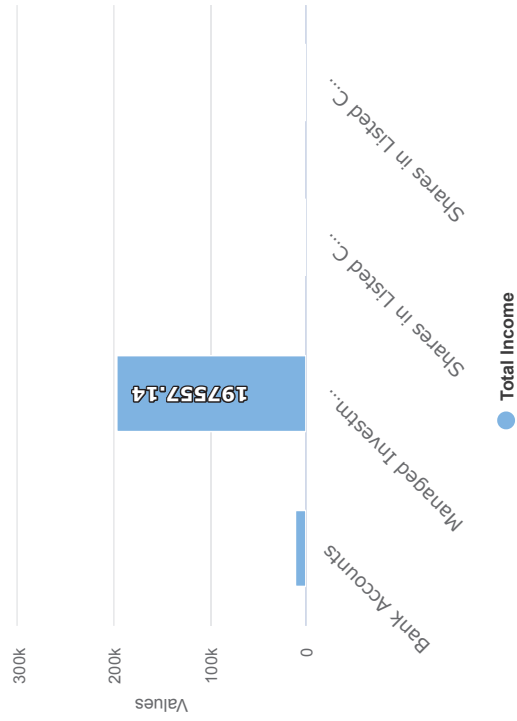 Values
300k
200k
100k
0
197557.14
Bank Accounts
Managed Investm...
Shares in Listed C...
Shares in Listed C...
Total Income